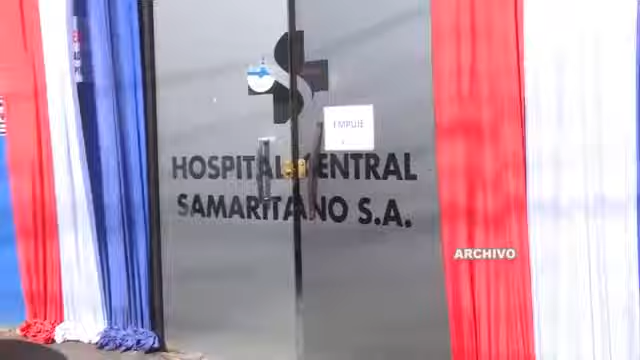 EMPUJE
HOSPITAL CENTRAL
SAMARITANO S.A.
ARCHIVO